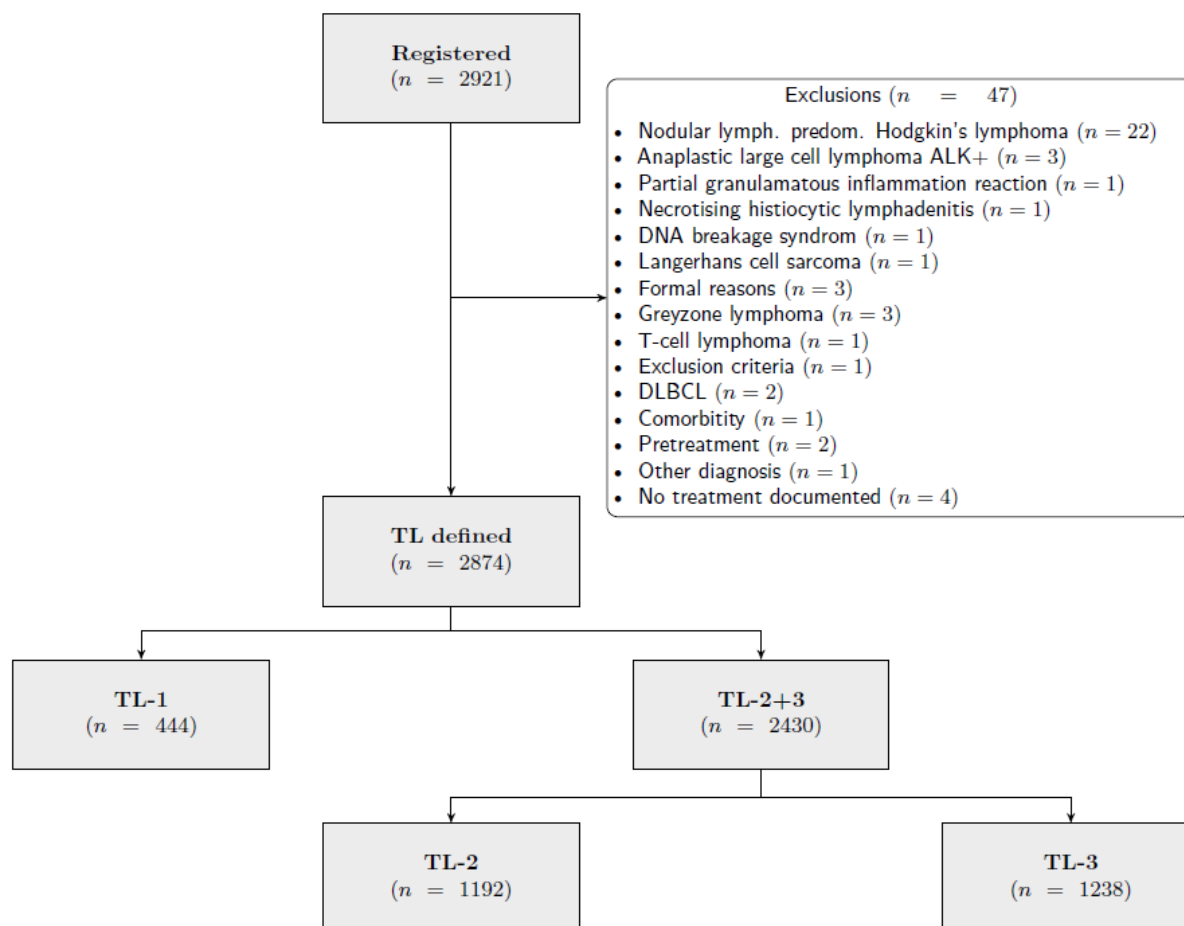 Registered
(n = 2921)
Exclusions (n = 47)
• Nodular lymph. predom. Hodgkin's lymphoma (n = 22)
• Anaplastic large cell lymphoma ALK+ (n = 3)
• Partial granulamatous inflammation reaction (n = 1)
• Necrotising histiocytic lymphadenitis (n = 1)
• DNA breakage syndrom (n = 1)
• Langerhans cell sarcoma (n = 1)
• Formal reasons (n = 3)
• Greyzone lymphoma (n = 3)
• T-cell lymphoma (n = 1)
• Exclusion criteria (n = 1)
• DLBCL (n = 2)
• Comorbitity (n = 1)
• Pretreatment (n = 2)
• Other diagnosis (n = 1)
• No treatment documented (n = 4)
TL defined
(n = 2874)
TL-1
(n = 444)
TL-2+3
(n = 2430)
TL-2
(n = 1192)
TL-3
(n = 1238)